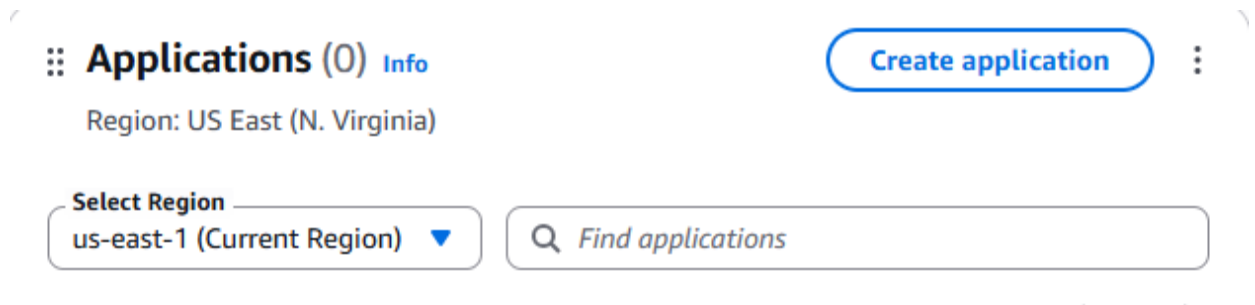 Applications (0) Info
Create application
Region: US East (N. Virginia)
Select Region
us-east-1 (Current Region)
Find applications